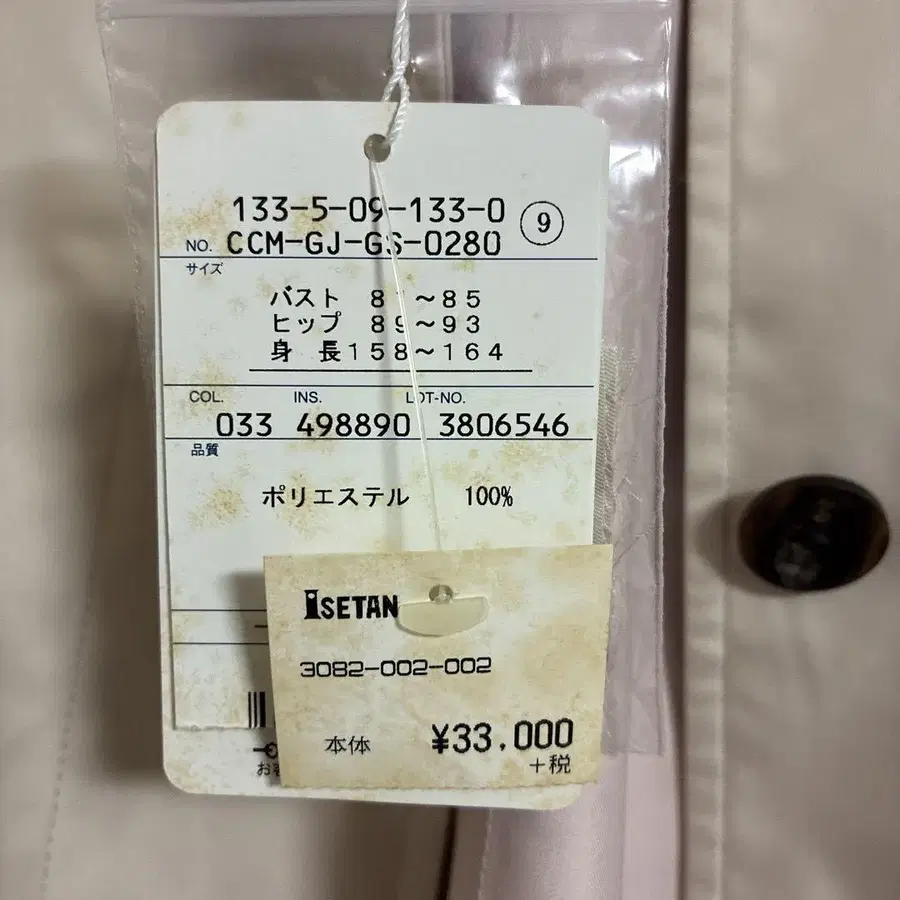 133-5-09-133-0
⑨
NO. CCM-GJ-GS-0280
サイズ
バスト 81～85
ヒップ 89～93
身 長158～164
COL. INS. LOT-NO.
033 498890 3806546
品質
ポリエステル 100%
ISETAN
3082-002-002
本体 ¥33,000
+税
お